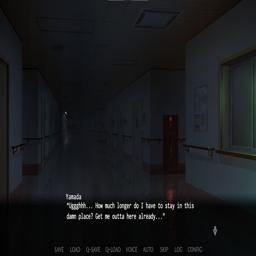 Yamada
"Uggghhh... How much longer do I have to stay in this
damn place? Get me outta here already..."
SAVE LOAD Q-SAVE Q-LOAD VOICE AUTO SKIP LOG CONFIG